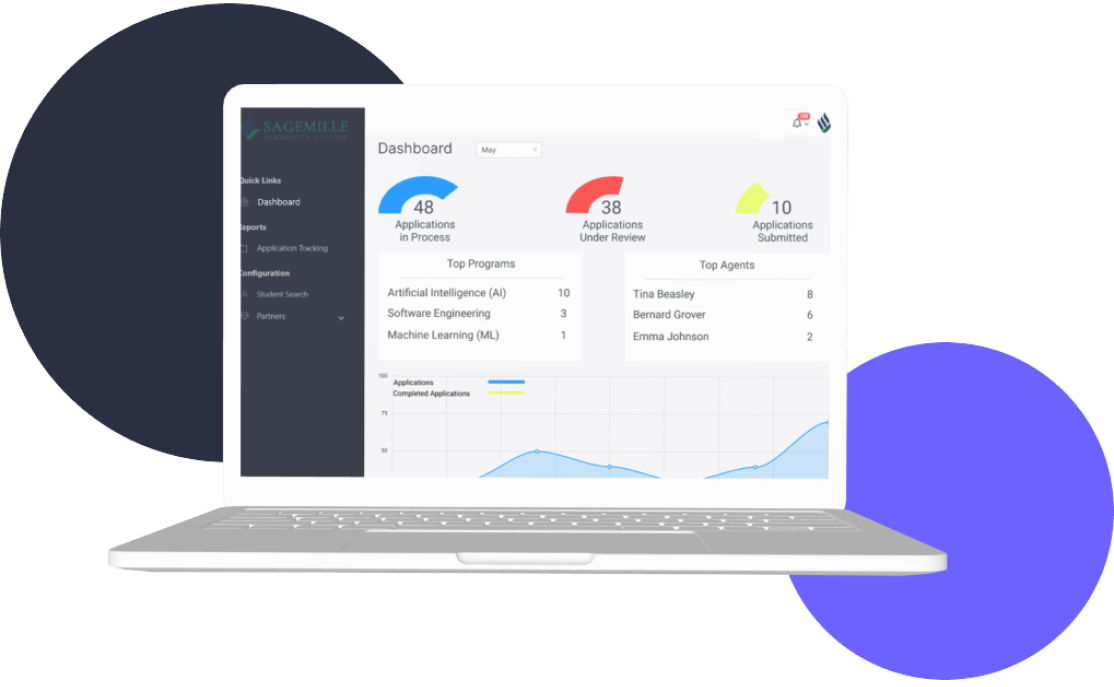 SAGEMILLE
COMMUNITY COLLEGE
Quick Links
Dashboard
Reports
Application Tracking
Configuration
Student Search
Partners
Dashboard
May
48
Applications
in Process
38
Applications
Under Review
10
Applications
Submitted
Top Programs
Artificial Intelligence (AI) 10
Software Engineering 3
Machine Learning (ML) 1
Top Agents
Tina Beasley 8
Bernard Grover 6
Emma Johnson 2
100
Applications
Completed Applications
75
50